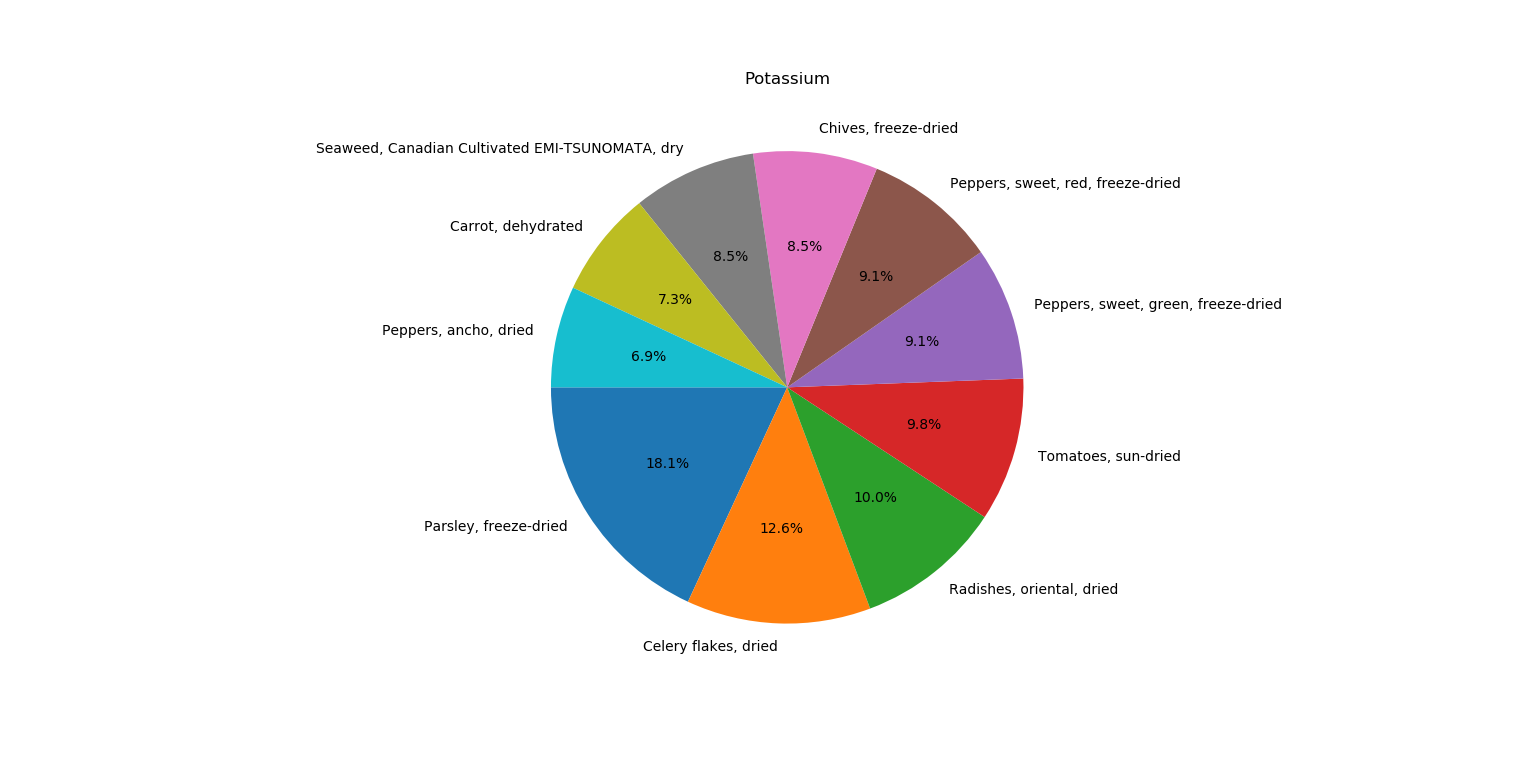 Potassium
Chives, freeze-dried
Seaweed, Canadian Cultivated EMI-TSUNOMATA, dry
Peppers, sweet, red, freeze-dried
Carrot, dehydrated
8.5%
8.5%
9.1%
7.3%
Peppers, sweet, green, freeze-dried
Peppers, ancho, dried
6.9%
9.1%
9.8%
Tomatoes, sun-dried
18.1%
10.0%
Parsley, freeze-dried
12.6%
Radishes, oriental, dried
Celery flakes, dried